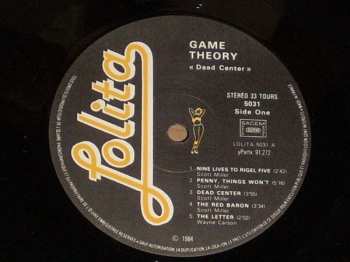 Lolita
GAME
THEORY
« Dead Center »
STEREO 33 TOURS
5031
Side One
SACEM
LOLITA 5031 A
1 NINE LIVES TO RIGEL FIVE (2:42)
Scott Miller
2. PENNY, THINGS WON'T (5:16)
Scott Miller
3. DEAD CENTER (3:55)
Scott Miller
4. THE RED BARON (3:34)
Scott Miller
5. THE LETTER (2:52)
Wayne Carson
Ⓟ 1984